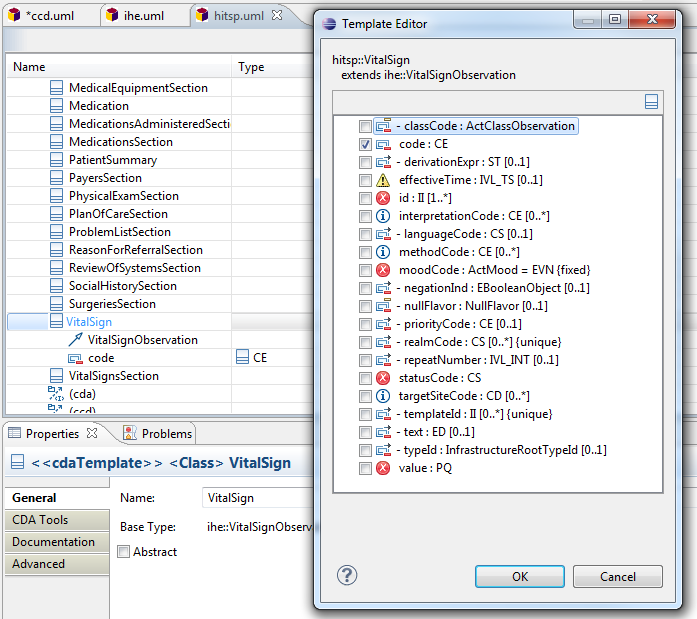 *ccd.uml
ihe.uml
hitsp.uml
Name
Type
MedicalEquipmentSection
Medication
MedicationsAdministeredSecti
MedicationsSection
PatientSummary
PayersSection
PhysicalExamSection
PlanOfCareSection
ProblemListSection
ReasonForReferralSection
ReviewOfSystemsSection
SocialHistorySection
SurgeriesSection
VitalSign
VitalSignObservation
code
CE
VitalSignsSection
(cda)
(ccd)
Properties
Problems
<<cdaTemplate>> <Class> VitalSign
General
CDA Tools
Documentation
Advanced
Name:
VitalSign
Base Type:
ihe::VitalSignObserv
Abstract
Template Editor
hitsp::VitalSign
extends ihe::VitalSignObservation
- classCode : ActClassObservation
code : CE
- derivationExpr : ST [0..1]
effectiveTime : IVL_TS [0..1]
id : II [1..*]
interpretationCode : CE [0..*]
- languageCode : CS [0..1]
methodCode : CE [0..*]
moodCode : ActMood = EVN {fixed}
- negationInd : EBooleanObject [0..1]
- nullFlavor : NullFlavor [0..1]
- priorityCode : CE [0..1]
- realmCode : CS [0..*] {unique}
- repeatNumber : IVL_INT [0..1]
statusCode : CS
targetSiteCode : CD [0..*]
- templateId : II [0..*] {unique}
- text : ED [0..1]
- typeId : InfrastructureRootTypeId [0..1]
value : PQ
?
OK
Cancel